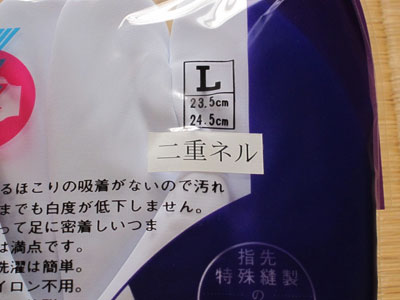 L
23.5cm
24.5cm
二重ネル
るほこりの吸着がないので汚れ
までも白度が低下しません。
って足に密着しいつま
は満点です。
洗濯は簡単。
イロン不用。
指先
特殊縫製
の